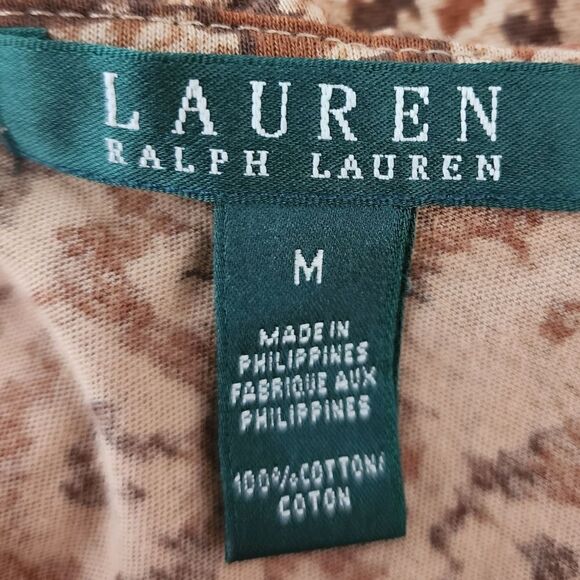 LAUREN
RALPH LAUREN
M
MADE IN
PHILIPPINES
FABRIQUE AUX
PHILIPPINES
100%COTTON/
COTON